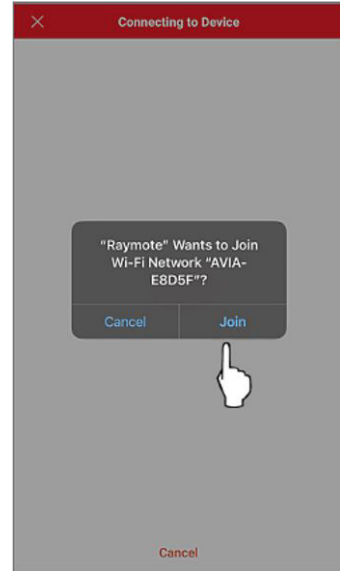 Connecting to Device
"Raymote" Wants to Join
Wi-Fi Network "AVIA-
E8D5F"?
Cancel Join
Cancel